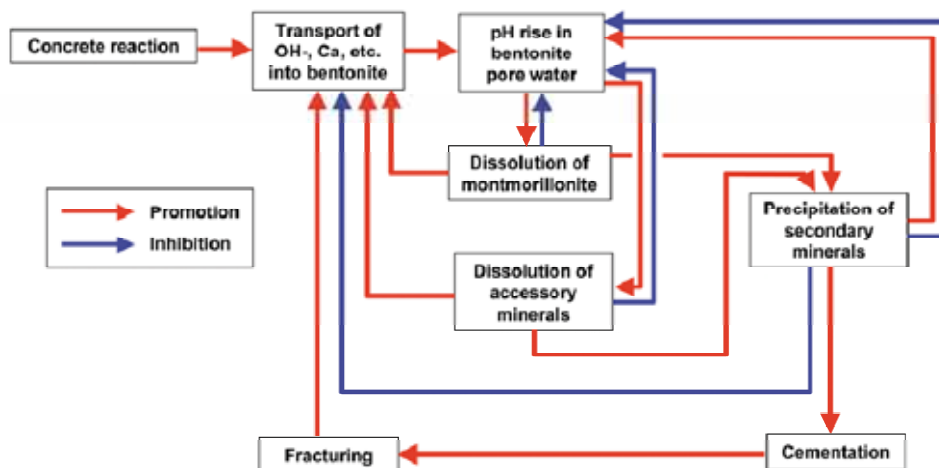 Concrete reaction
Transport of
OH-, Ca, etc.
into bentonite
pH rise in
bentonite
pore water
Dissolution of
montmorillonite
Promotion
Inhibition
Precipitation of
secondary
minerals
Dissolution of
accessory
minerals
Fracturing
Cementation